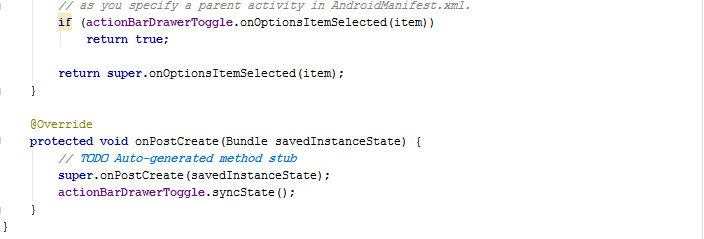 // as you specify a parent activity in AndroidManifest.xml.
if (actionBarDrawerToggle.onOptionsItemSelected(item))
return true;
return super.onOptionsItemSelected(item);
}
@Override
protected void onPostCreate(Bundle savedInstanceState) {
// TODO Auto-generated method stub
super.onPostCreate(savedInstanceState);
actionBarDrawerToggle.syncState();
}
}